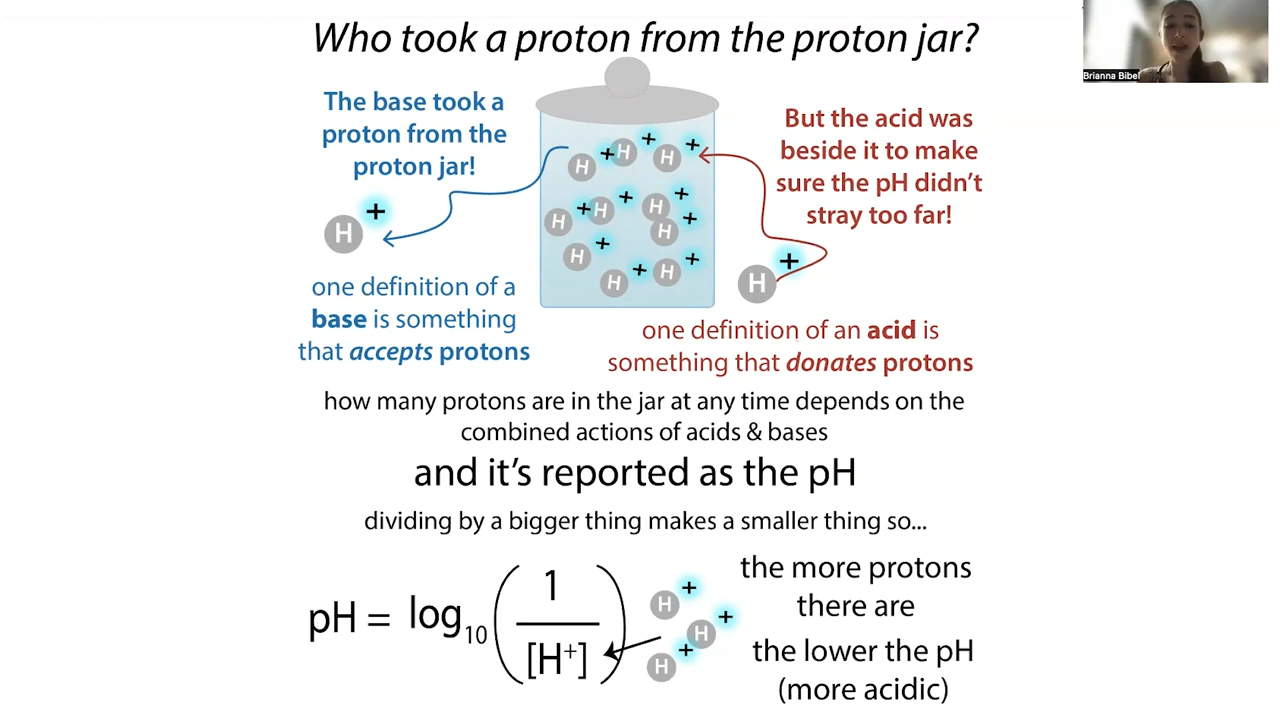 Who took a proton from the proton jar?
Brianna Bibel
The base took a
proton from the
proton jar!
But the acid was
beside it to make
sure the pH didn't
stray too far!
H +
H + H + H +
H + H + H +
H + H +
H + H +
H +
one definition of a
base is something
that accepts protons
one definition of an acid is
something that donates protons
how many protons are in the jar at any time depends on the
combined actions of acids & bases
and it's reported as the pH
dividing by a bigger thing makes a smaller thing so...
pH = log10 ( 1 / [H+] )
H +
H +
H +
the more protons
there are
the lower the pH
(more acidic)